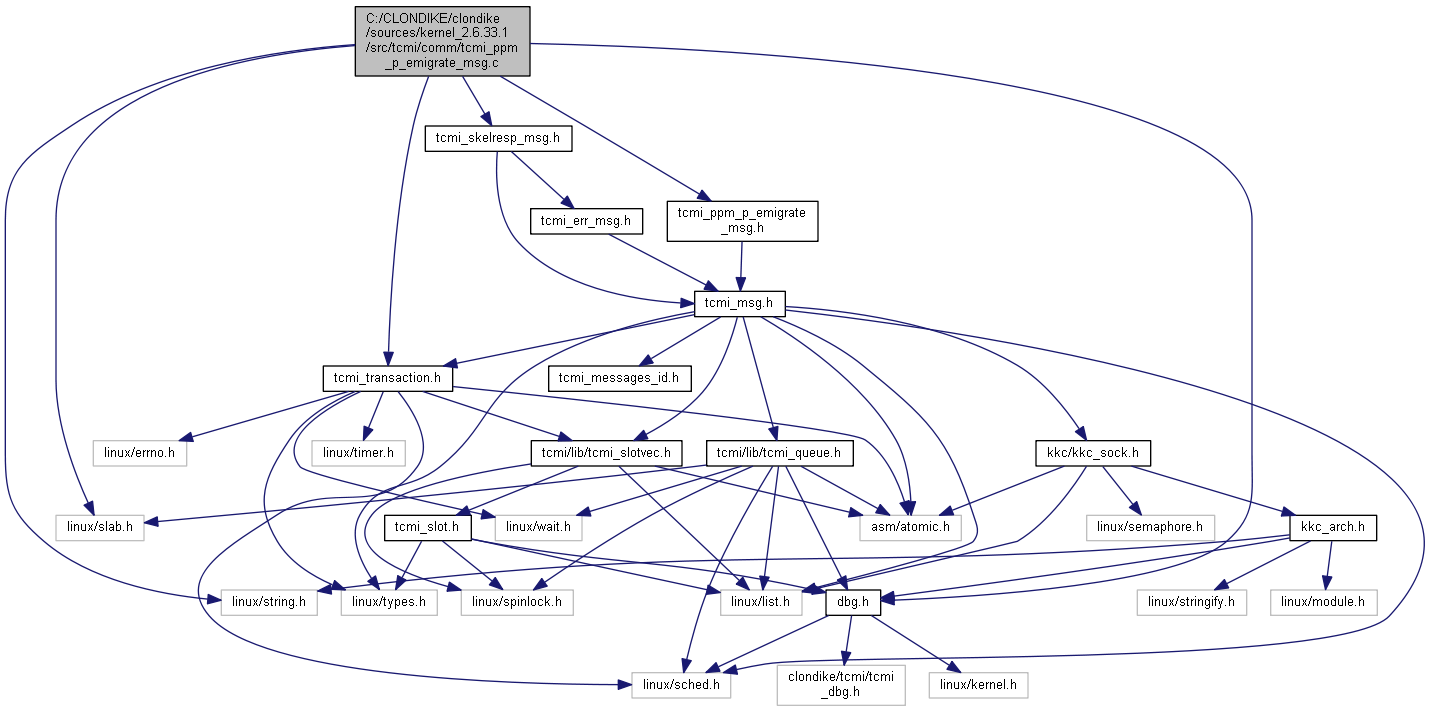 C:/CLONDIKE/clondike
/sources/kernel_2.6.33.1
/src/tcmi/comm/tcmi_ppm
_p_emigrate_msg.c
tcmi_skelresp_msg.h
tcmi_err_msg.h
tcmi_ppm_p_emigrate
_msg.h
tcmi_msg.h
tcmi_transaction.h
tcmi_messages_id.h
linux/errno.h
linux/timer.h
tcmi/lib/tcmi_slotvec.h
tcmi/lib/tcmi_queue.h
kkc/kkc_sock.h
linux/slab.h
tcmi_slot.h
linux/wait.h
asm/atomic.h
linux/semaphore.h
kkc_arch.h
linux/string.h
linux/types.h
linux/spinlock.h
linux/list.h
dbg.h
linux/stringify.h
linux/module.h
linux/sched.h
clondike/tcmi/tcmi
_dbg.h
linux/kernel.h